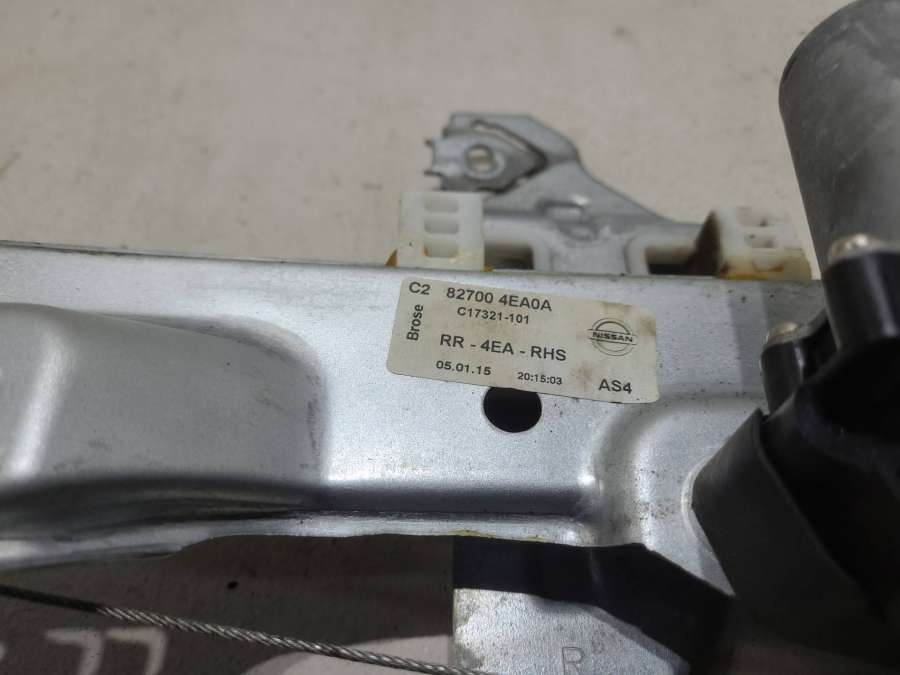 C2 82700 4EA0A
C17321-101
Brose
NISSAN
RR - 4EA - RHS
05.01.15 20:15:03 AS4
R